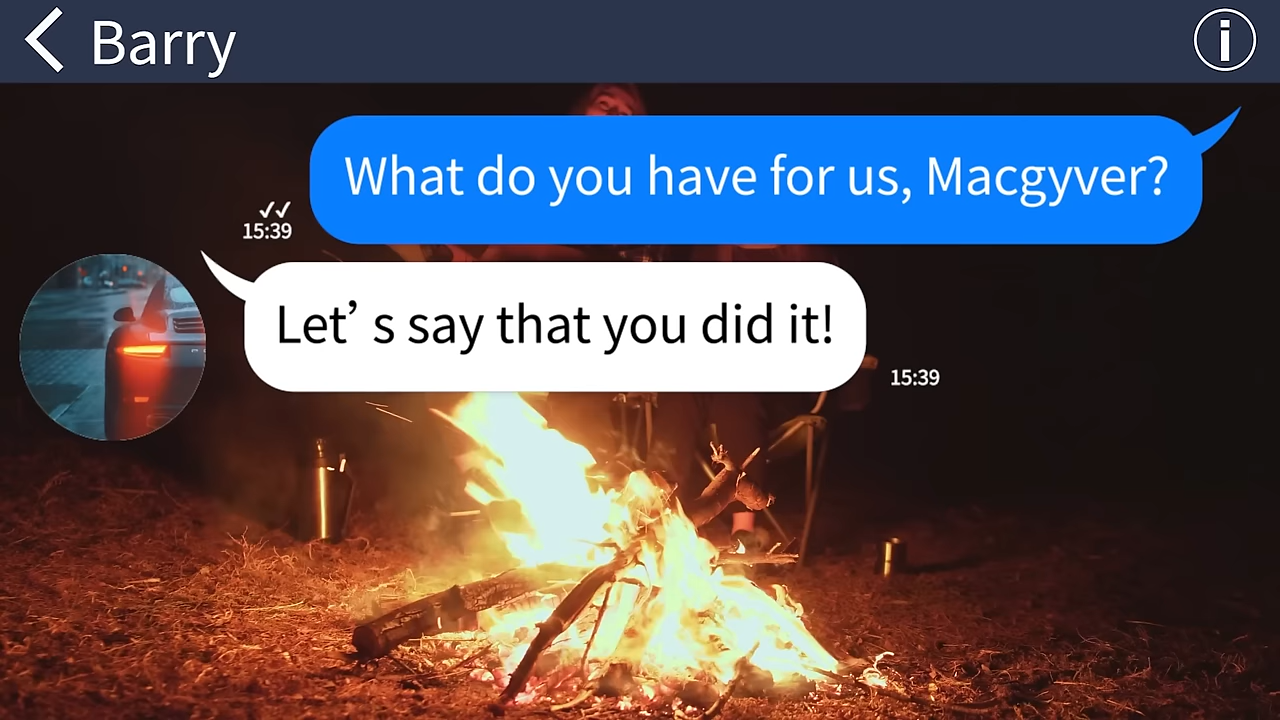 Barry
What do you have for us, Macgyver?
15:39
Let’s say that you did it!
15:39